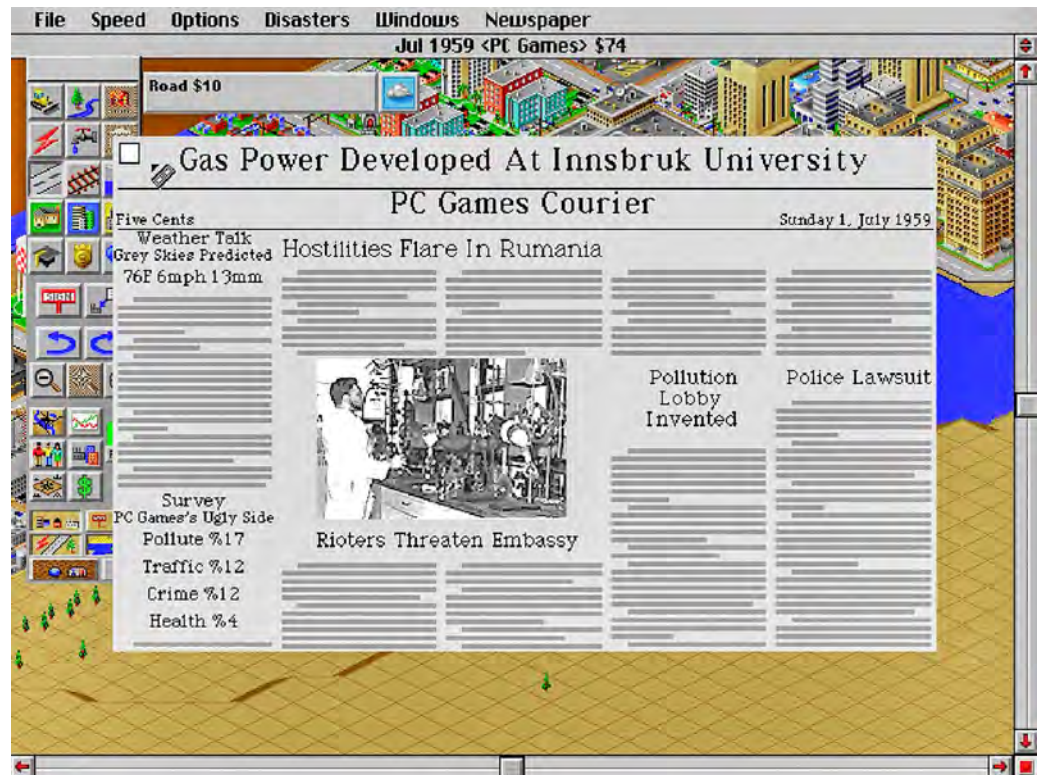 File Speed Options Disasters Windows Newspaper
Jul 1959 <PC Games> $74
Road $10
Gas Power Developed At Innsbruk University
PC Games Courier
Five Cents
Sunday 1, July 1959
Weather Talk
Grey Skies Predicted
76F 6mph 13mm
Hostilities Flare In Rumania
Pollution
Lobby
Invented
Police Lawsuit
Rioters Threaten Embassy
Survey
PC Games's Ugly Side
Pollute %17
Traffic %12
Crime %12
Health %4
SIGN